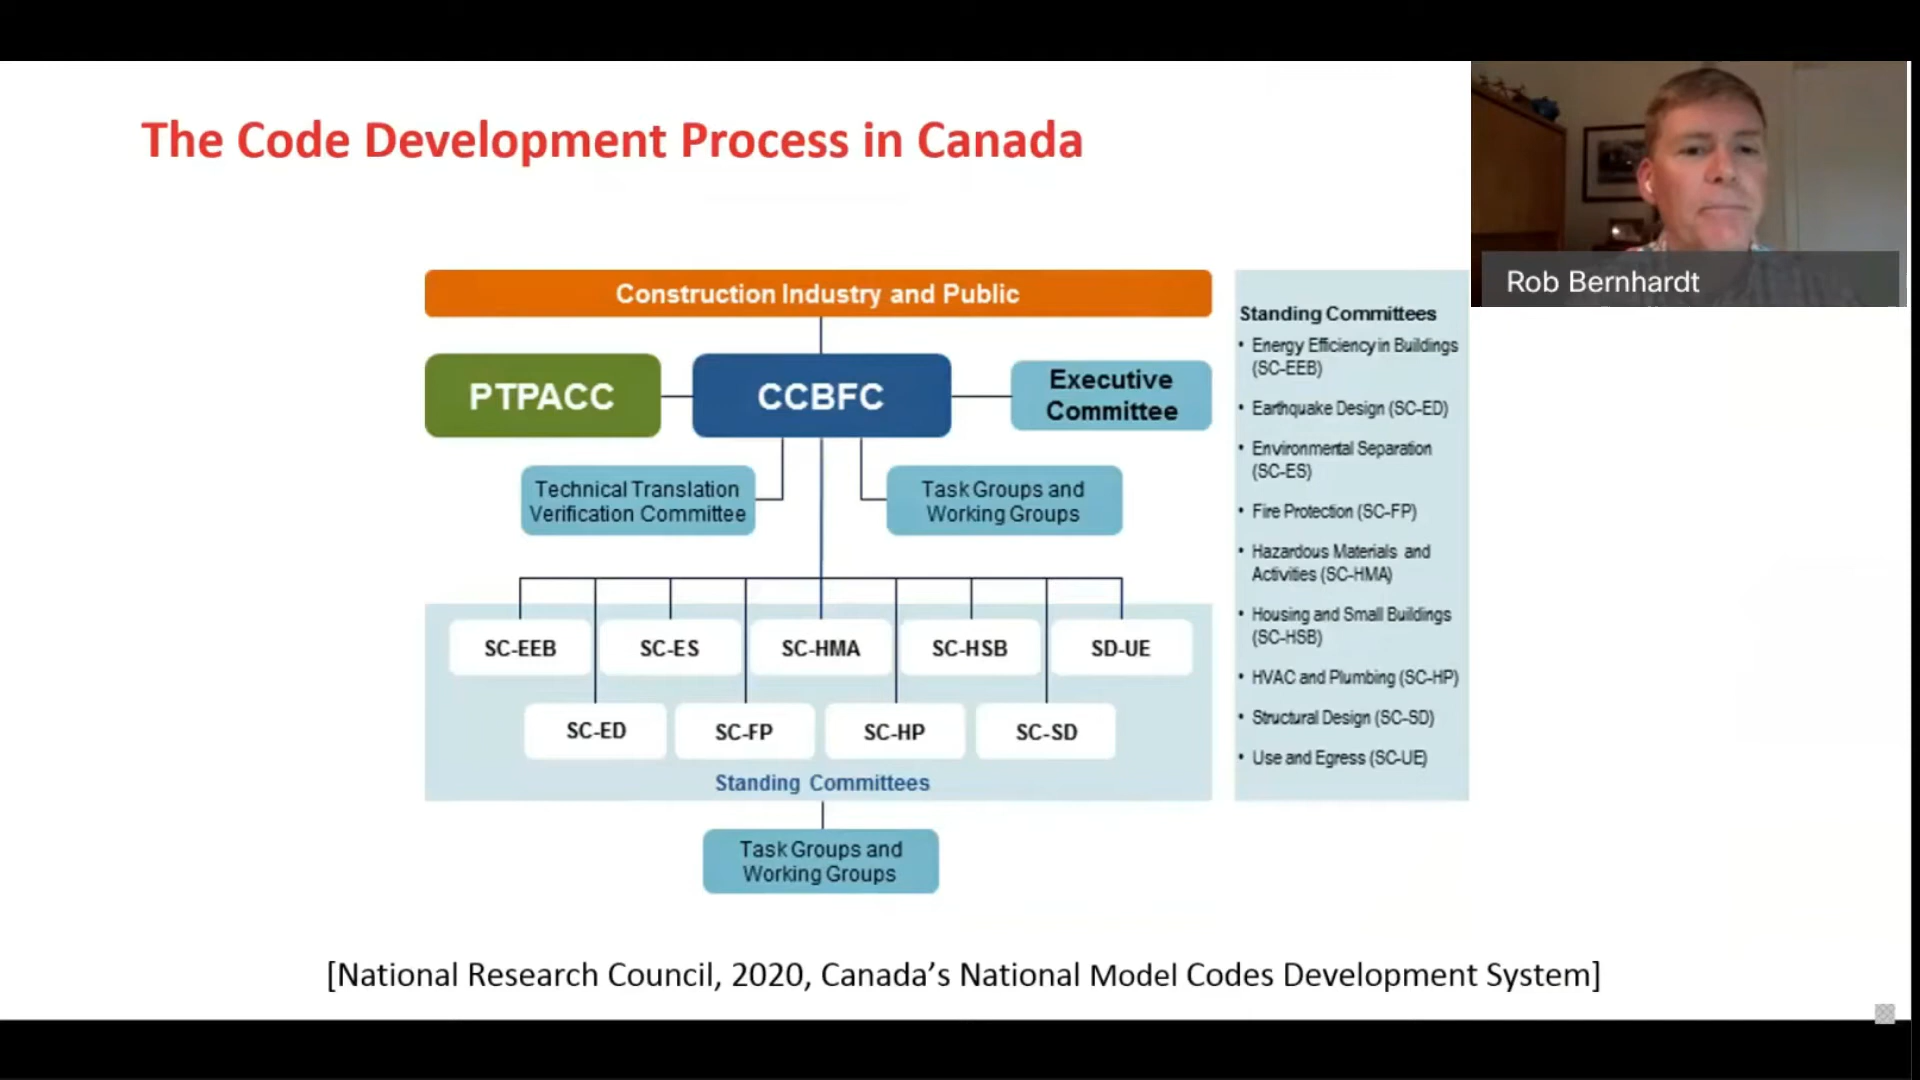 The Code Development Process in Canada
Rob Bernhardt
Construction Industry and Public
PTPACC
CCBFC
Executive
Committee
Technical Translation
Verification Committee
Task Groups and
Working Groups
SC-EEB
SC-ES
SC-HMA
SC-HSB
SD-UE
SC-ED
SC-FP
SC-HP
SC-SD
Standing Committees
Task Groups and
Working Groups
Standing Committees
• Energy Efficiency in Buildings
(SC-EEB)
• Earthquake Design (SC-ED)
• Environmental Separation
(SC-ES)
• Fire Protection (SC-FP)
• Hazardous Materials and
Activities (SC-HMA)
• Housing and Small Buildings
(SC-HSB)
• HVAC and Plumbing (SC-HP)
• Structural Design (SC-SD)
• Use and Egress (SC-UE)
[National Research Council, 2020, Canada’s National Model Codes Development System]